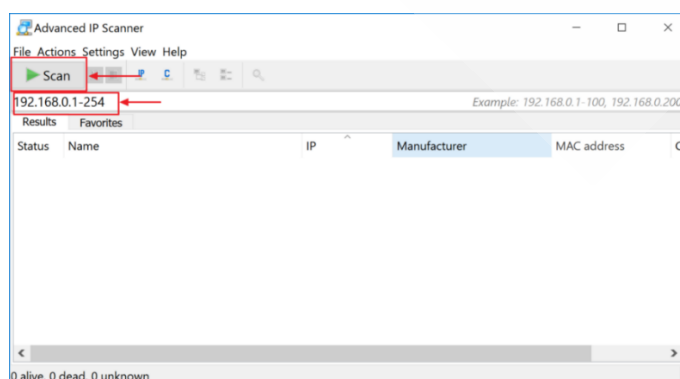 Advanced IP Scanner
File Actions Settings View Help
Scan IP C
192.168.0.1-254 Example: 192.168.0.1-100, 192.168.0.200
Results Favorites
Status Name IP Manufacturer MAC address C
0 alive, 0 dead, 0 unknown